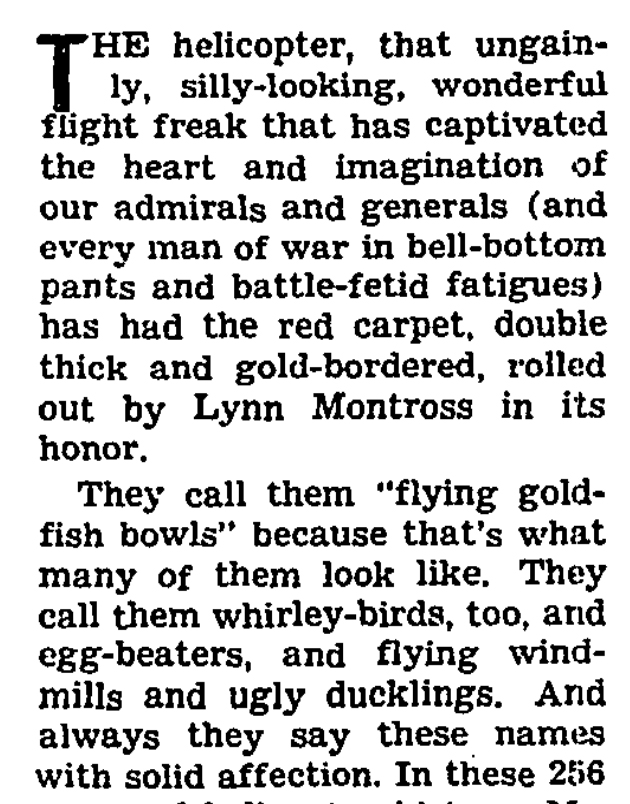 THE helicopter, that ungain-
ly, silly-looking, wonderful
flight freak that has captivated
the heart and imagination of
our admirals and generals (and
every man of war in bell-bottom
pants and battle-fetid fatigues)
has had the red carpet, double
thick and gold-bordered, rolled
out by Lynn Montross in its
honor.
They call them "flying gold-
fish bowls" because that's what
many of them look like. They
call them whirley-birds, too, and
egg-beaters, and flying wind-
mills and ugly ducklings. And
always they say these names
with solid affection. In these 256